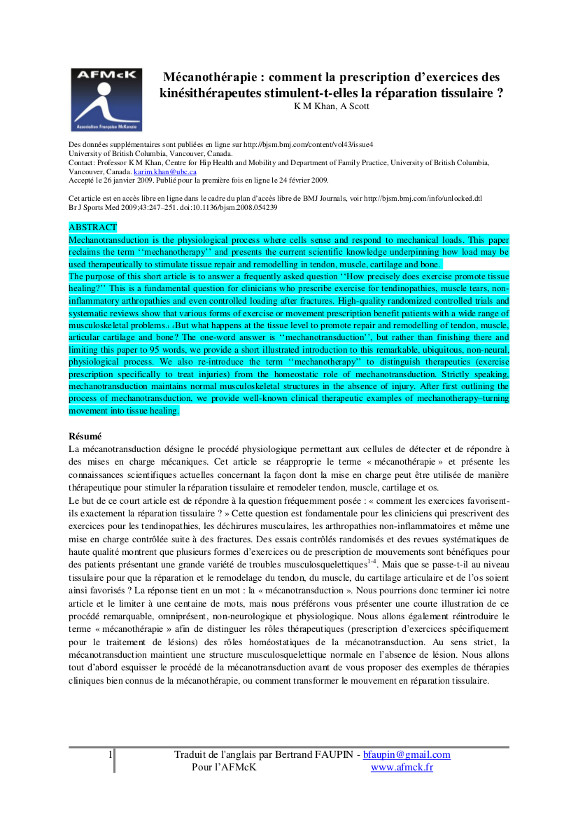 AFMcK
Association Française McKenzie
Mécanothérapie : comment la prescription d'exercices des
kinésithérapeutes stimulent-t-elles la réparation tissulaire ?
K M Khan, A Scott
Des données supplémentaires sont publiées en ligne sur http://bjsm.bmj.com/content/vol43/issue4
University of British Columbia, Vancouver, Canada.
Contact : Professor K M Khan, Centre for Hip Health and Mobility and Department of Family Practice, University of British Columbia,
Vancouver, Canada. karim.khan@ubc.ca
Accepté le 26 janvier 2009. Publié pour la première fois en ligne le 24 février 2009.
Cet article est en accès libre en ligne dans le cadre du plan d'accès libre de BMJ Journals, voir http://bjsm.bmj.com/info/unlocked.dtl
Br J Sports Med 2009;43:247–251. doi:10.1136/bjsm.2008.054239
ABSTRACT
Mechanotransduction is the physiological process where cells sense and respond to mechanical loads. This paper
reclaims the term ‘‘mechanotherapy’’ and presents the current scientific knowledge underpinning how load may be
used therapeutically to stimulate tissue repair and remodelling in tendon, muscle, cartilage and bone.
The purpose of this short article is to answer a frequently asked question ‘‘How precisely does exercise promote tissue
healing?’’ This is a fundamental question for clinicians who prescribe exercise for tendinopathies, muscle tears, non-
inflammatory arthropathies and even controlled loading after fractures. High-quality randomized controlled trials and
systematic reviews show that various forms of exercise or movement prescription benefit patients with a wide range of
musculoskeletal problems. But what happens at the tissue level to promote repair and remodelling of tendon, muscle,
articular cartilage and bone? The one-word answer is ‘‘mechanotransduction’’, but rather than finishing there and
limiting this paper to 95 words, we provide a short illustrated introduction to this remarkable, ubiquitous, non-neural,
physiological process. We also re-introduce the term ‘‘mechanotherapy’’ to distinguish therapeutics (exercise
prescription specifically to treat injuries) from the homeostatic role of mechanotransduction. Strictly speaking,
mechanotransduction maintains normal musculoskeletal structures in the absence of injury. After first outlining the
process of mechanotransduction, we provide well-known clinical therapeutic examples of mechanotherapy–turning
movement into tissue healing.
Résumé
La mécanotransduction désigne le procédé physiologique permettant aux cellules de détecter et de répondre à
des mises en charge mécaniques. Cet article se réapproprie le terme « mécanothérapie » et présente les
connaissances scientifiques actuelles concernant la façon dont la mise en charge peut être utilisée de manière
thérapeutique pour stimuler la réparation tissulaire et remodeler tendon, muscle, cartilage et os.
Le but de ce court article est de répondre à la question fréquemment posée : « comment les exercices favorisent-
ils exactement la réparation tissulaire ? » Cette question est fondamentale pour les cliniciens qui prescrivent des
exercices pour les tendinopathies, les déchirures musculaires, les arthropathies non-inflammatoires et même une
mise en charge contrôlée suite à des fractures. Des essais contrôlés randomisés et des revues systématiques de
haute qualité montrent que plusieurs formes d'exercices ou de prescription de mouvements sont bénéfiques pour
des patients présentant une grande variété de troubles musculosquelettiques1-4. Mais que se passe-t-il au niveau
tissulaire pour que la réparation et le remodelage du tendon, du muscle, du cartilage articulaire et de l'os soient
ainsi favorisés ? La réponse tient en un mot : la « mécanotransduction ». Nous pourrions donc terminer ici notre
article et le limiter à une centaine de mots, mais nous préférons vous présenter une courte illustration de ce
procédé remarquable, omniprésent, non-neurologique et physiologique. Nous allons également réintroduire le
terme « mécanothérapie » afin de distinguer les rôles thérapeutiques (prescription d'exercices spécifiquement
pour le traitement de lésions) des rôles homéostatiques de la mécanotransduction. Au sens strict, la
mécanotransduction maintient une structure musculosquelettique normale en l'absence de lésion. Nous allons
tout d'abord esquisser le procédé de la mécanotransduction avant de vous proposer des exemples de thérapies
cliniques bien connues de la mécanothérapie, ou comment transformer le mouvement en réparation tissulaire.
1
Traduit de l'anglais par Bertrand FAUPIN - bfaupin@gmail.com
Pour l'AFMcK www.afmck.fr